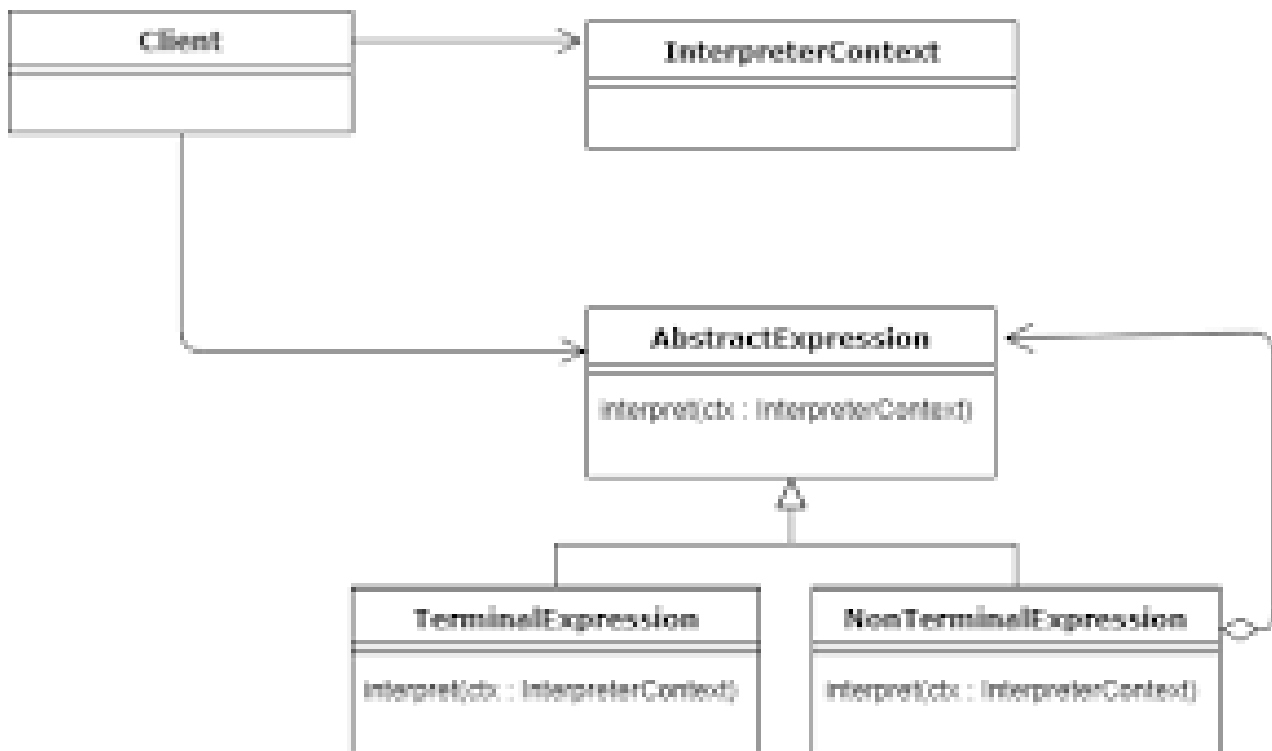 Client
InterpreterContext
AbstractExpression
interpret(ctx : InterpreterContext)
TerminalExpression
interpret(ctx : InterpreterContext)
NonTerminalExpression
interpret(ctx : InterpreterContext)